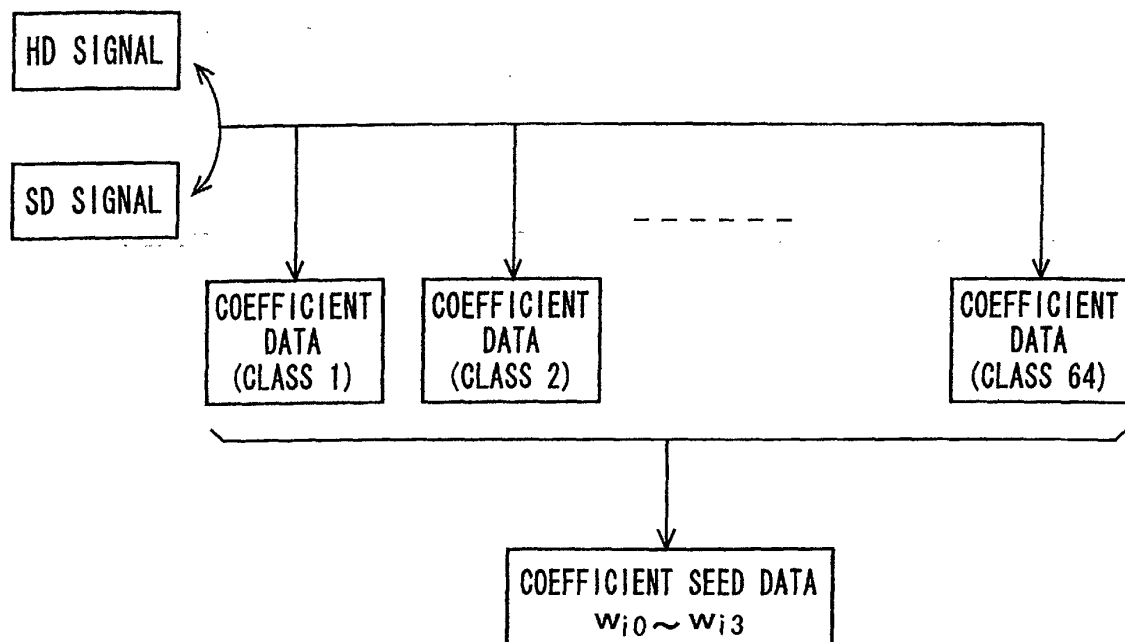 HD SIGNAL
SD SIGNAL
COEFFICIENT
DATA
(CLASS 1)
COEFFICIENT
DATA
(CLASS 2)
COEFFICIENT
DATA
(CLASS 64)
COEFFICIENT SEED DATA
wi0~wi3